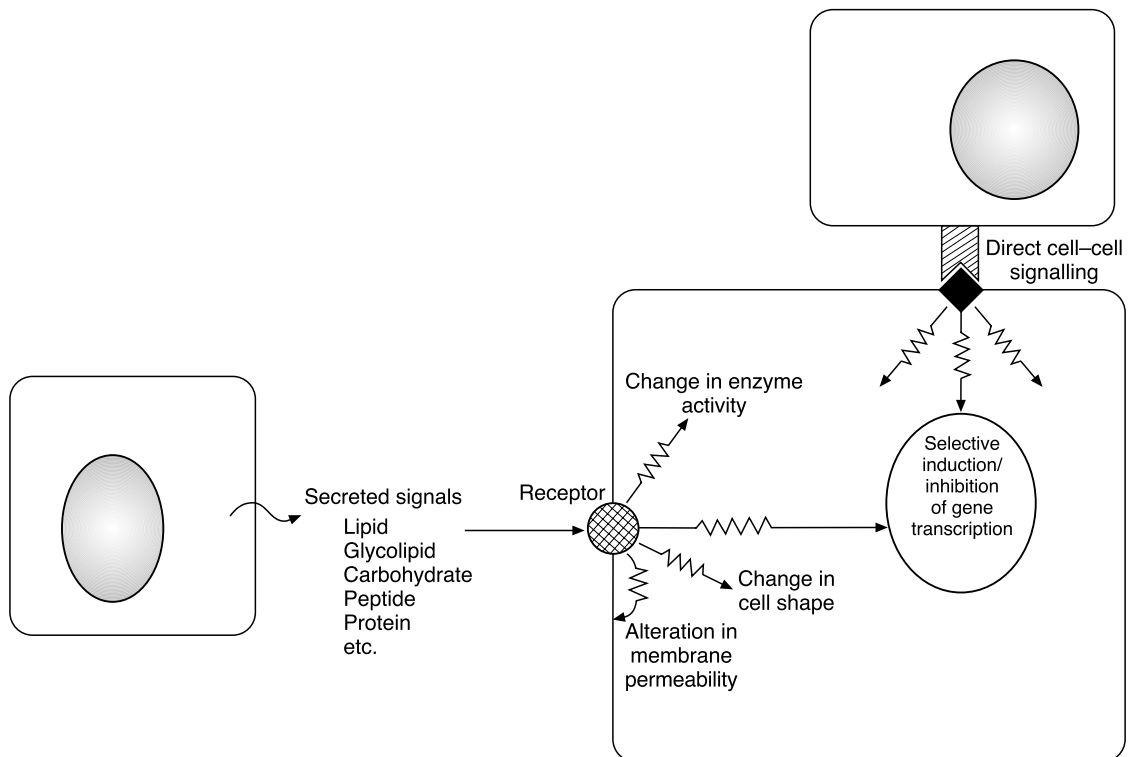 Direct cell–cell
signalling
Change in enzyme
activity
Selective
induction/
inhibition
of gene
transcription
Secreted signals
Lipid
Glycolipid
Carbohydrate
Peptide
Protein
etc.
Receptor
Change in
cell shape
Alteration in
membrane
permeability